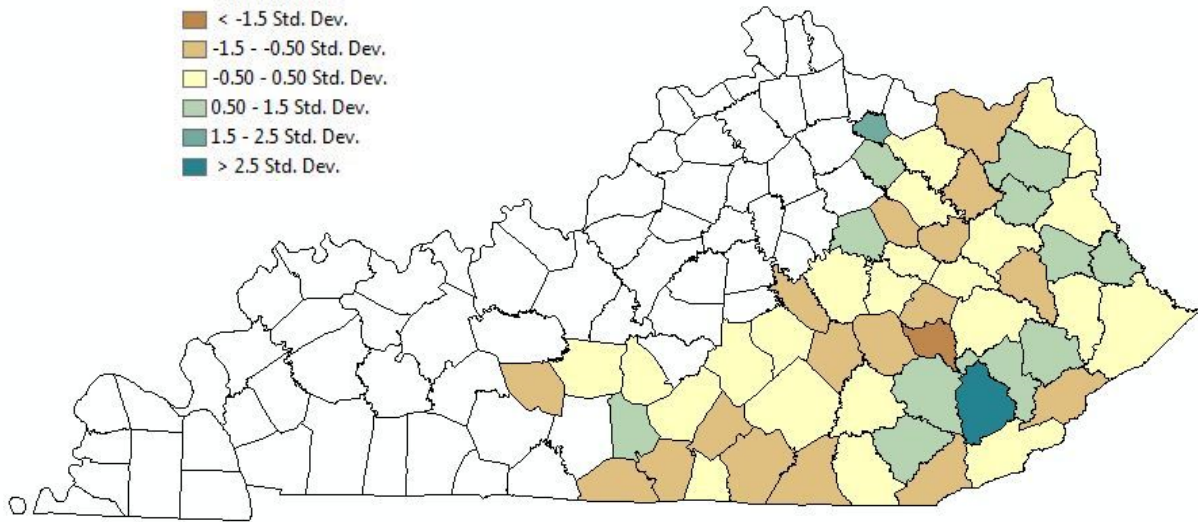 < -1.5 Std. Dev.
-1.5 - -0.50 Std. Dev.
-0.50 - 0.50 Std. Dev.
0.50 - 1.5 Std. Dev.
1.5 - 2.5 Std. Dev.
> 2.5 Std. Dev.